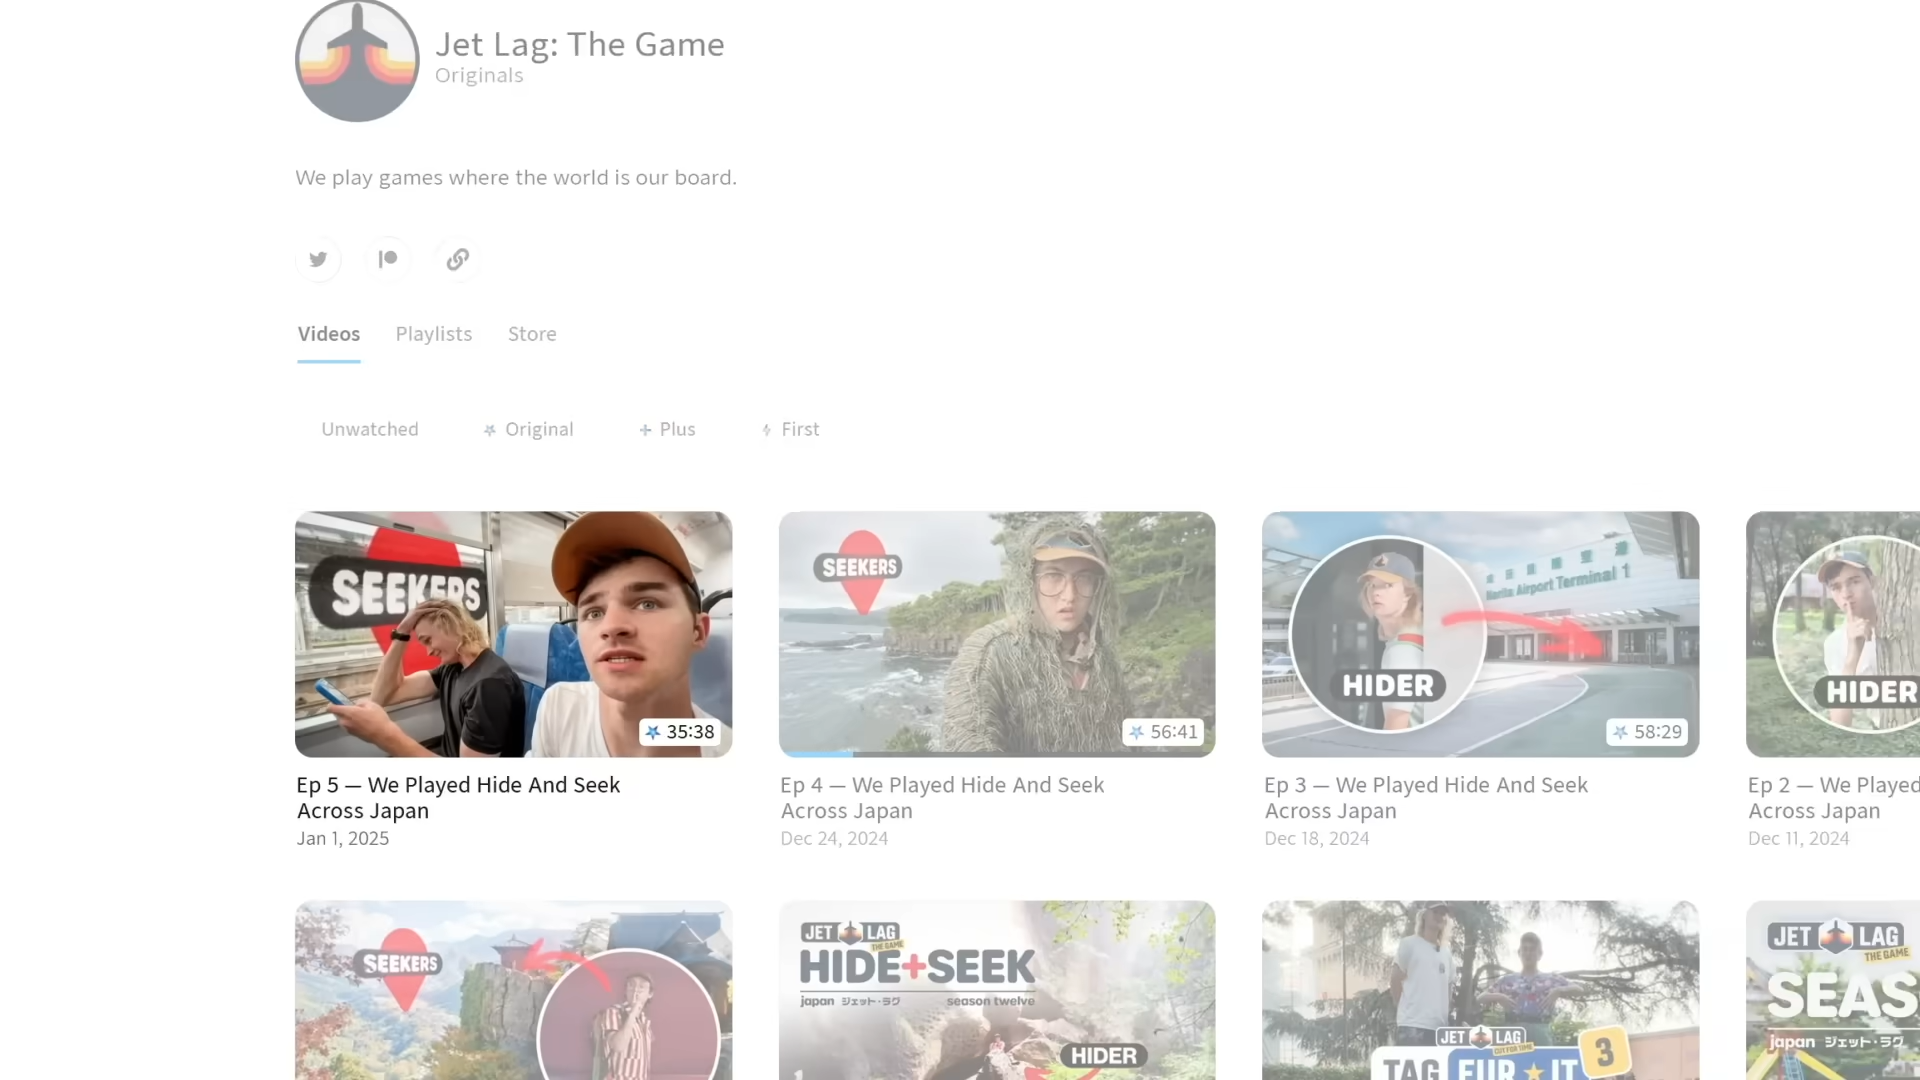 Jet Lag: The Game
Originals
We play games where the world is our board.
Videos Playlists Store
Unwatched Original Plus First
SEEKERS
35:38
SEEKERS
56:41
Narita Airport Terminal 1
HIDER
58:29
HIDER
Ep 5 — We Played Hide And Seek
Across Japan
Jan 1, 2025
Ep 4 — We Played Hide And Seek
Across Japan
Dec 24, 2024
Ep 3 — We Played Hide And Seek
Across Japan
Dec 18, 2024
Ep 2 — We Played
Across Japan
Dec 11, 2024
SEEKERS
JET LAG
THE GAME
HIDE+SEEK
japan ジェット・ラグ season twelve
HIDER
JET LAG
TAG EUR IT 3
JET LAG
THE GAME
SEAS
japan ジェット・ラグ